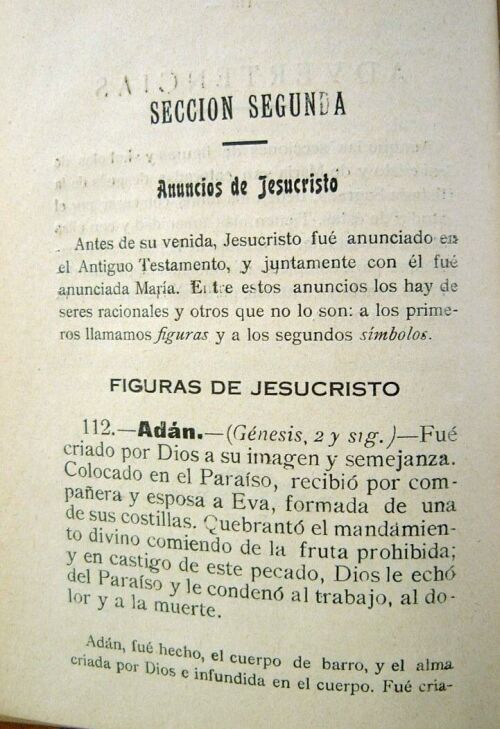 SECCION SEGUNDA
Anuncios de Jesucristo
Antes de su venida, Jesucristo fué anunciado en
el Antiguo Testamento, y juntamente con él fué
anunciada María. Entre estos anuncios los hay de
seres racionales y otros que no lo son: a los prime-
ros llamamos figuras y a los segundos símbolos.
FIGURAS DE JESUCRISTO
112.—Adán.—(Génesis, 2 y sig.)—Fué
criado por Dios a su imagen y semejanza.
Colocado en el Paraíso, recibió por com-
pañera y esposa a Eva, formada de una
de sus costillas. Quebrantó el mandamien-
to divino comiendo de la fruta prohibida;
y en castigo de este pecado, Dios le echó
del Paraíso y le condenó al trabajo, al do-
lor y a la muerte.
Adán, fué hecho, el cuerpo de barro, y el alma
criada por Dios e infundida en el cuerpo. Fué cria-